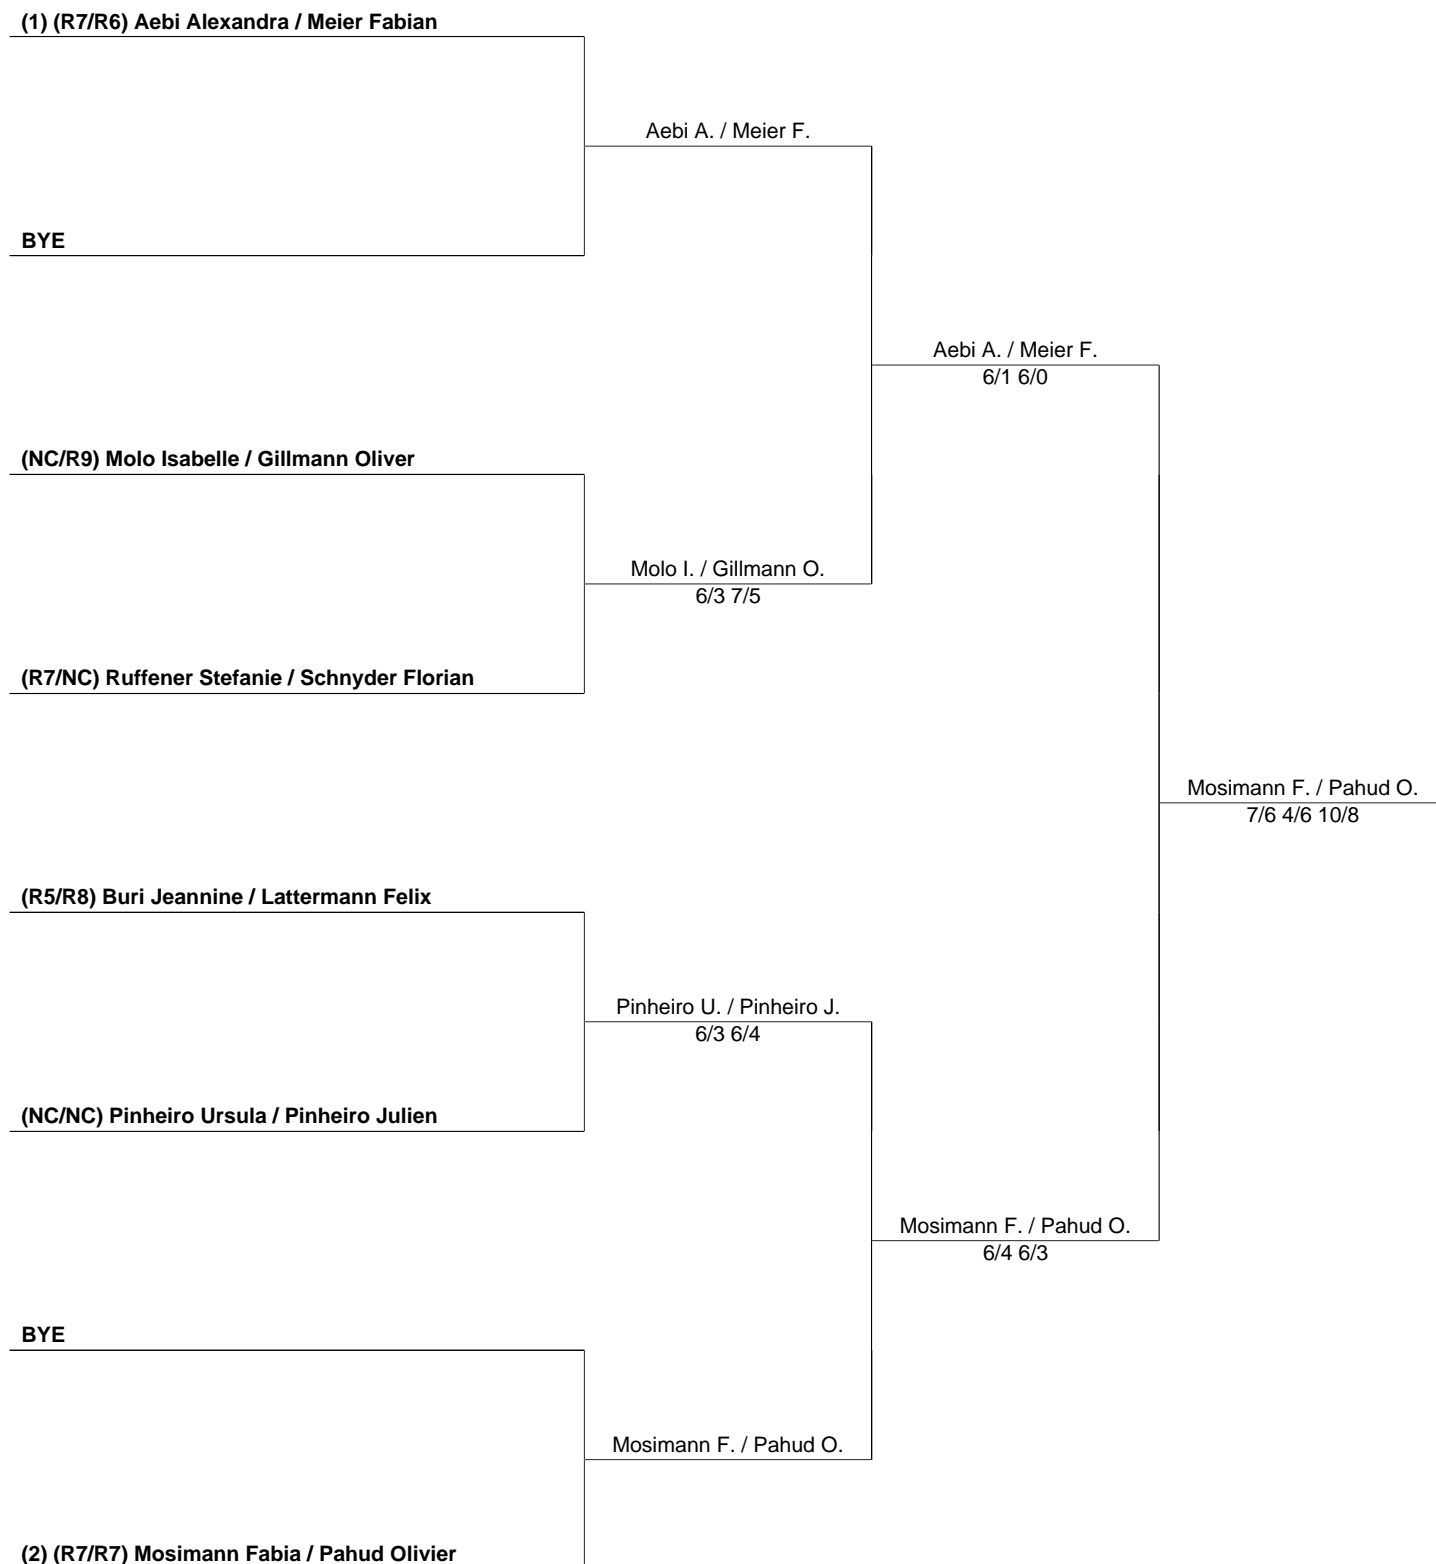 (1) (R7/R6) Aebi Alexandra / Meier Fabian
Aebi A. / Meier F.
BYE
Aebi A. / Meier F.
6/1 6/0
(NC/R9) Molo Isabelle / Gillmann Oliver
Molo I. / Gillmann O.
6/3 7/5
(R7/NC) Ruffener Stefanie / Schnyder Florian
Mosimann F. / Pahud O.
7/6 4/6 10/8
(R5/R8) Buri Jeannine / Lattermann Felix
Pinheiro U. / Pinheiro J.
6/3 6/4
(NC/NC) Pinheiro Ursula / Pinheiro Julien
Mosimann F. / Pahud O.
6/4 6/3
BYE
Mosimann F. / Pahud O.
(2) (R7/R7) Mosimann Fabia / Pahud Olivier